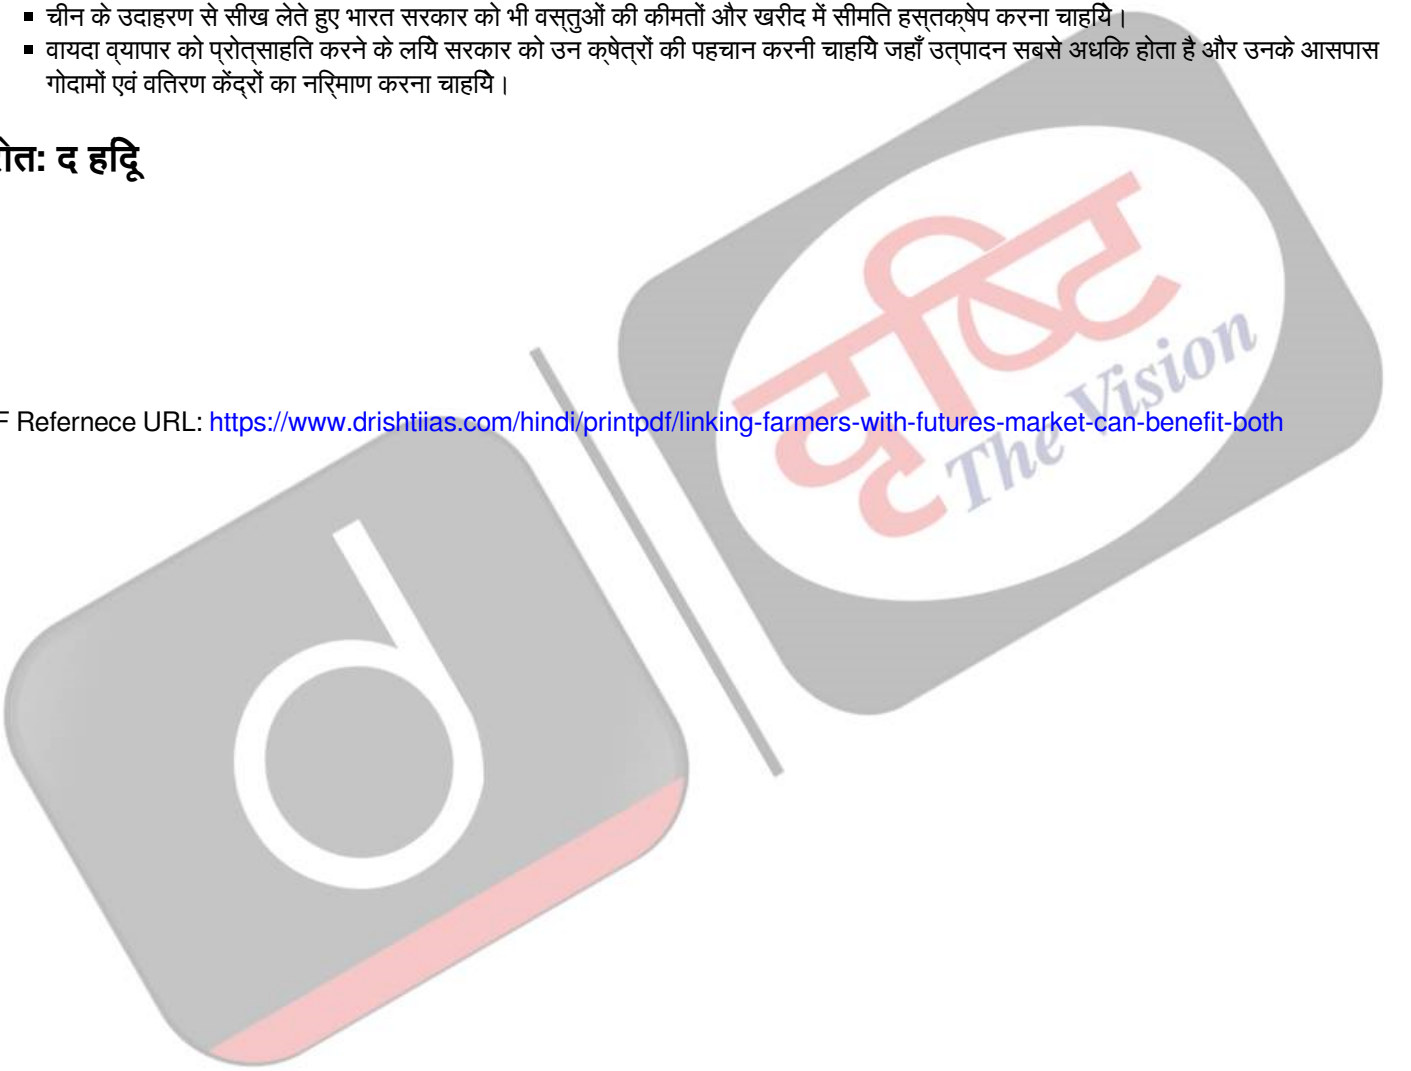 चीन के उदाहरण से सीख लेते हुए भारत सरकार को भी वस्तुओं की कीमतों और खरीद में सीमित हस्तक्षेप करना चाहिये।
वायदा व्यापार को प्रोत्साहित करने के लिये सरकार को उन क्षेत्रों की पहचान करनी चाहिये जहाँ उत्पादन सबसे अधिक होता है और उनके आसपास
गोदामों एवं वितरण केंद्रों का निर्माण करना चाहिये।
द हिंदू
Refernece URL: https://www.drishtiias.com/hindi/printpdf/linking-farmers-with-futures-market-can-benefit-both
दृष्टि
The Vision
d